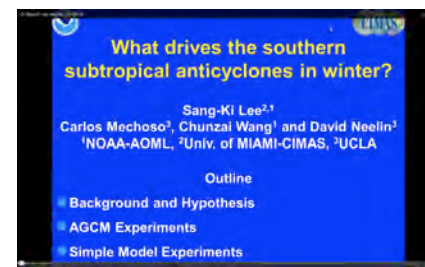 CIMAS
What drives the southern
subtropical anticyclones in winter?
Sang-Ki Lee²,¹
Carlos Mechoso³, Chunzai Wang¹ and David Neelin³
¹NOAA-AOML, ²Univ. of MIAMI-CIMAS, ³UCLA
Outline
Background and Hypothesis
AGCM Experiments
Simple Model Experiments